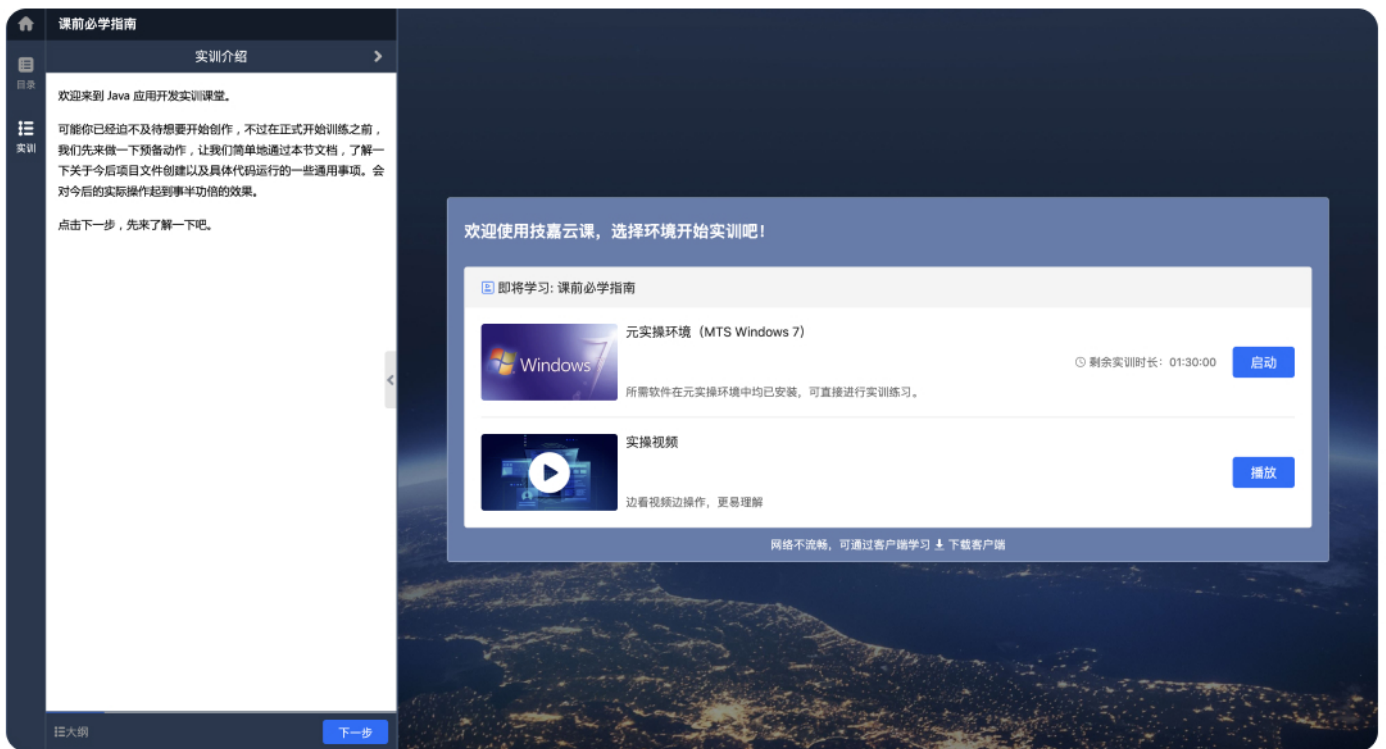 课前必学指南
实训介绍
目录
实训
欢迎来到 Java 应用开发实训课堂。
可能你已经迫不及待想要开始创作，不过在正式开始训练之前，
我们先来做一下预备动作，让我们简单地通过本节文档，了解一
下关于今后项目文件创建以及具体代码运行的一些通用事项。会
对今后的实际操作起到事半功倍的效果。
点击下一步，先来了解一下吧。
大纲
下一步
欢迎使用技嘉云课，选择环境开始实训吧！
即将学习: 课前必学指南
Windows 7
元实操环境（MTS Windows 7）
剩余实训时长：01:30:00
启动
所需软件在元实操环境中均已安装，可直接进行实训练习。
实操视频
播放
边看视频边操作，更易理解
网络不流畅，可通过客户端学习 下载客户端